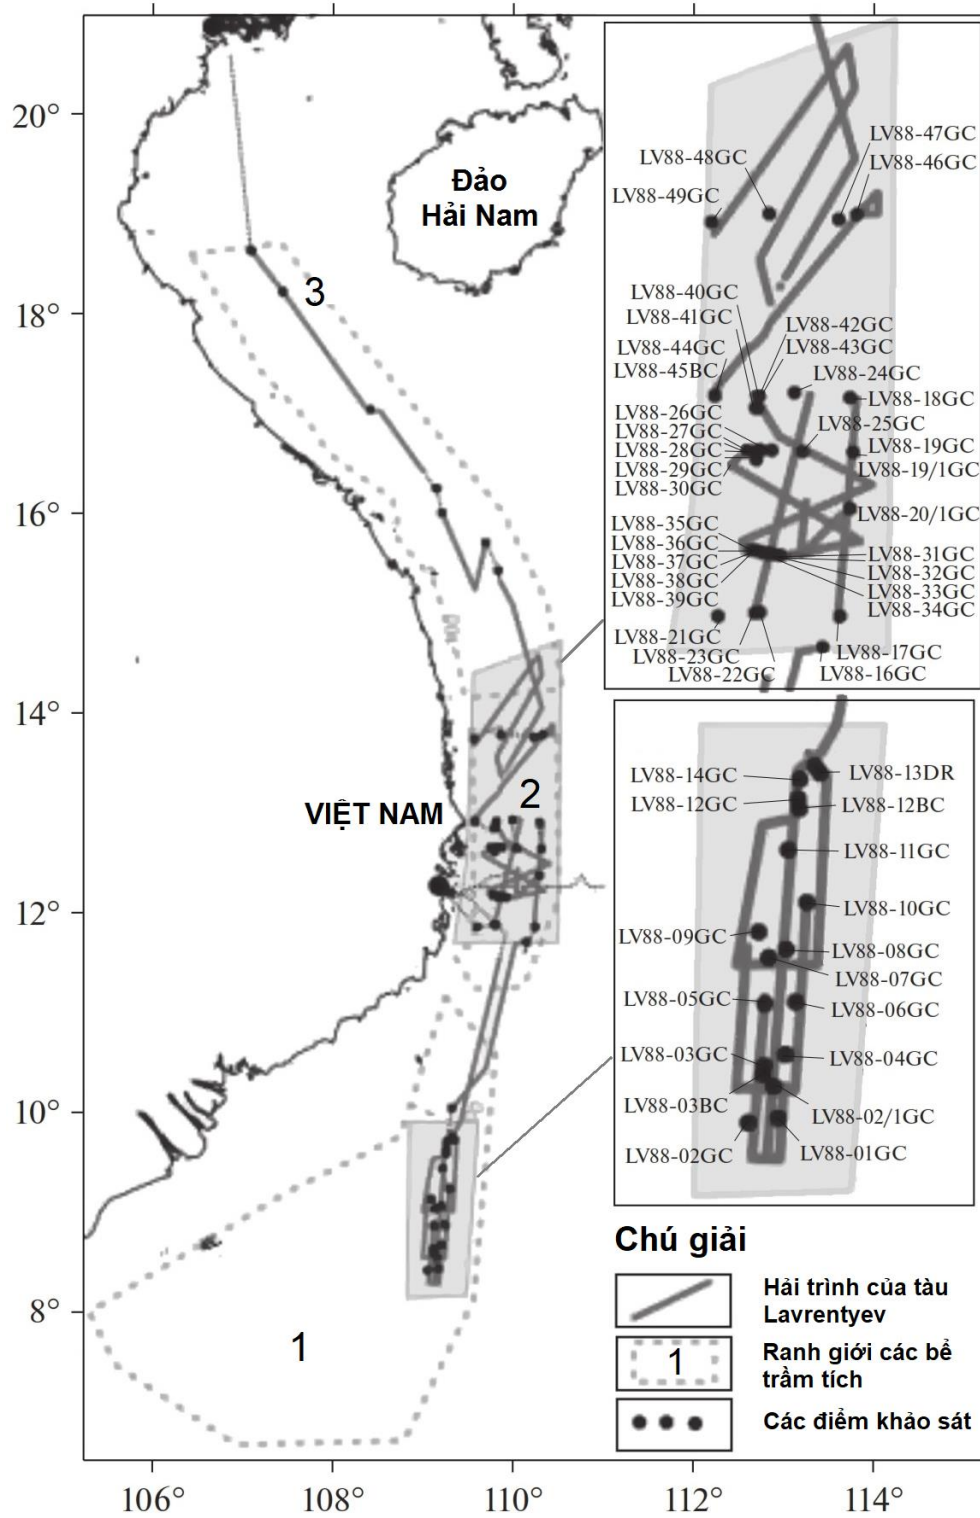 20°
18°
16°
14°
12°
10°
8°
106°
108°
110°
112°
114°
Đảo
Hải Nam
3
2
VIỆT NAM
1
LV88-47GC
LV88-48GC
LV88-46GC
LV88-49GC
LV88-40GC
LV88-41GC
LV88-42GC
LV88-44GC
LV88-43GC
LV88-45BC
LV88-24GC
LV88-18GC
LV88-26GC
LV88-25GC
LV88-27GC
LV88-28GC
LV88-19GC
LV88-29GC
LV88-19/1GC
LV88-30GC
LV88-20/1GC
LV88-35GC
LV88-36GC
LV88-31GC
LV88-37GC
LV88-32GC
LV88-38GC
LV88-33GC
LV88-39GC
LV88-34GC
LV88-21GC
LV88-23GC
LV88-17GC
LV88-22GC
LV88-16GC
LV88-14GC
LV88-13DR
LV88-12GC
LV88-12BC
LV88-11GC
LV88-10GC
LV88-09GC
LV88-08GC
LV88-07GC
LV88-05GC
LV88-06GC
LV88-03GC
LV88-04GC
LV88-03BC
LV88-02/1GC
LV88-02GC
LV88-01GC
Chú giải
Hải trình của tàu
Lavrentyev
1
Ranh giới các bể
trầm tích
Các điểm khảo sát